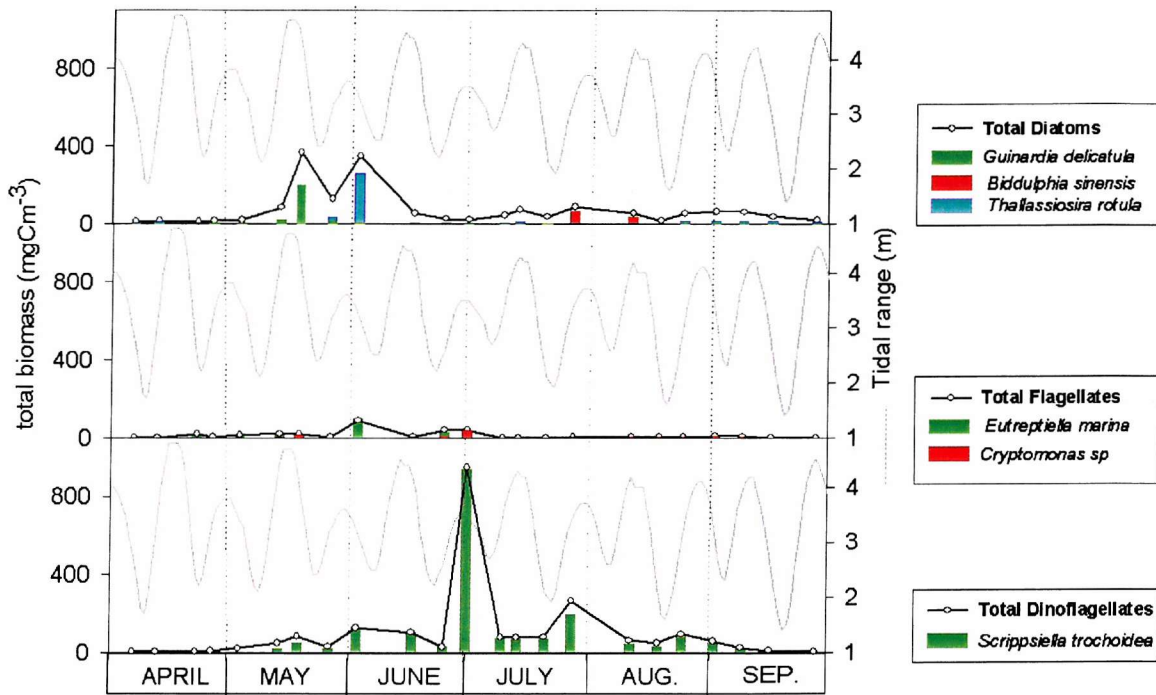 800
400
0
4
3
2
1
Total Diatoms
Guinardia delicatula
Biddulphia sinensis
Thallassiosira rotula
total biomass (mgCm-3)
Tidal range (m)
800
400
0
4
3
2
1
Total Flagellates
Eutreptiella marina
Cryptomonas sp
800
400
0
4
3
2
1
Total Dinoflagellates
Scrippsiella trochoidea
APRIL
MAY
JUNE
JULY
AUG.
SEP.